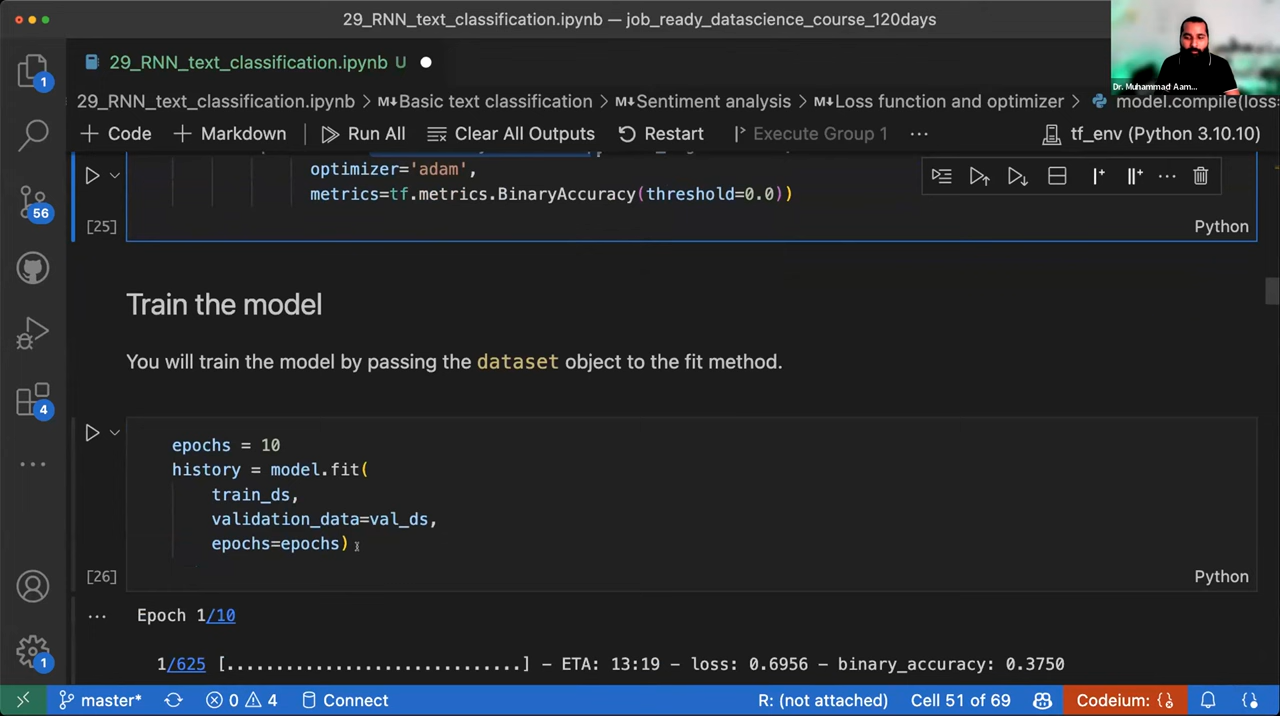 29_RNN_text_classification.ipynb — job_ready_datascience_course_120days
29_RNN_text_classification.ipynb U
Dr. Muhammad Aam...
29_RNN_text_classification.ipynb > M↓Basic text classification > M↓Sentiment analysis > M↓Loss function and optimizer > model.compile(loss
+ Code + Markdown Run All Clear All Outputs Restart Execute Group 1 ... tf_env (Python 3.10.10)
optimizer='adam',
metrics=tf.metrics.BinaryAccuracy(threshold=0.0))
[25]
Python
Train the model
You will train the model by passing the dataset object to the fit method.
epochs = 10
history = model.fit(
train_ds,
validation_data=val_ds,
epochs=epochs)
[26]
Python
... Epoch 1/10
1/625 [..............................] - ETA: 13:19 - loss: 0.6956 - binary_accuracy: 0.3750
1
56
4
1
master* 0 4 Connect R: (not attached) Cell 51 of 69 Codeium: {…}